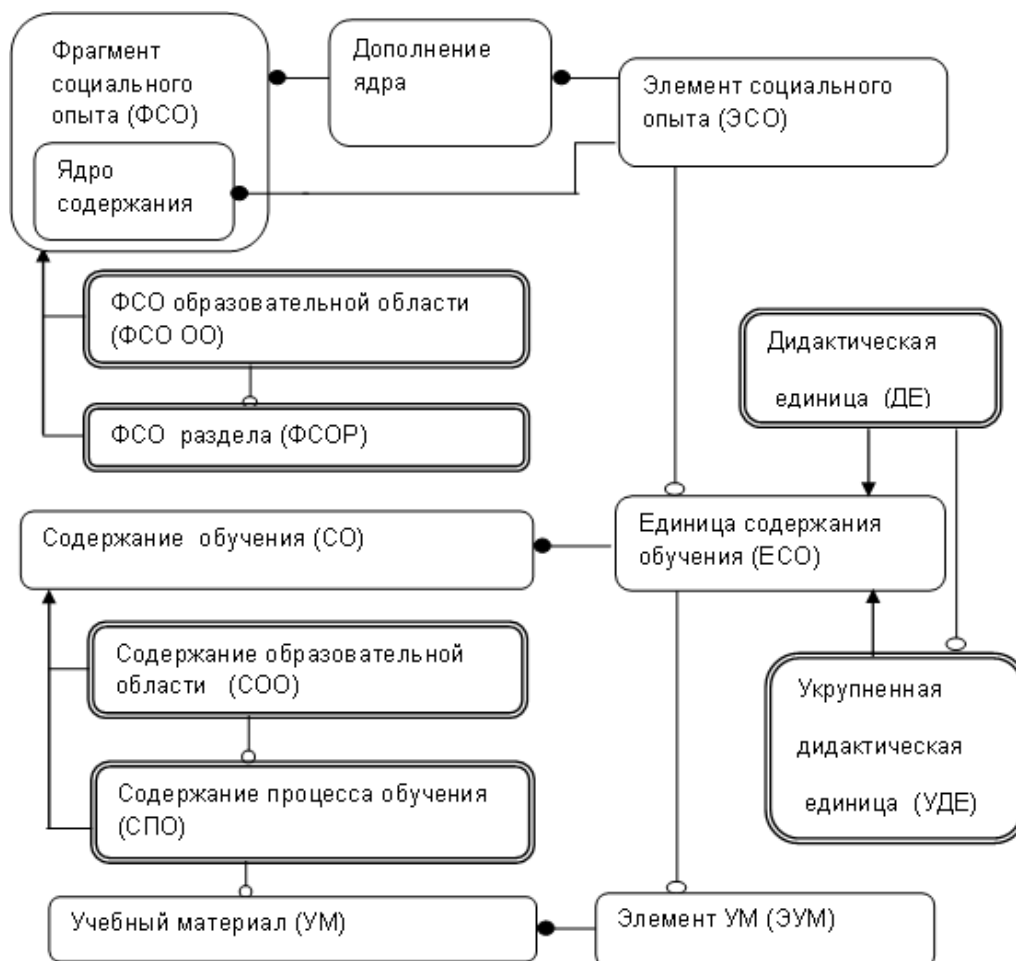 Фрагмент
социального
опыта (ФСО)
Ядро
содержания
Дополнение
ядра
Элемент социального
опыта (ЭСО)
ФСО образовательной области
(ФСО ОО)
ФСО раздела (ФСОР)
Дидактическая
единица (ДЕ)
Содержание обучения (СО)
Единица содержания
обучения (ЕСО)
Содержание образовательной
области (СОО)
Укрупненная
дидактическая
единица (УДЕ)
Содержание процесса обучения
(СПО)
Учебный материал (УМ)
Элемент УМ (ЭУМ)